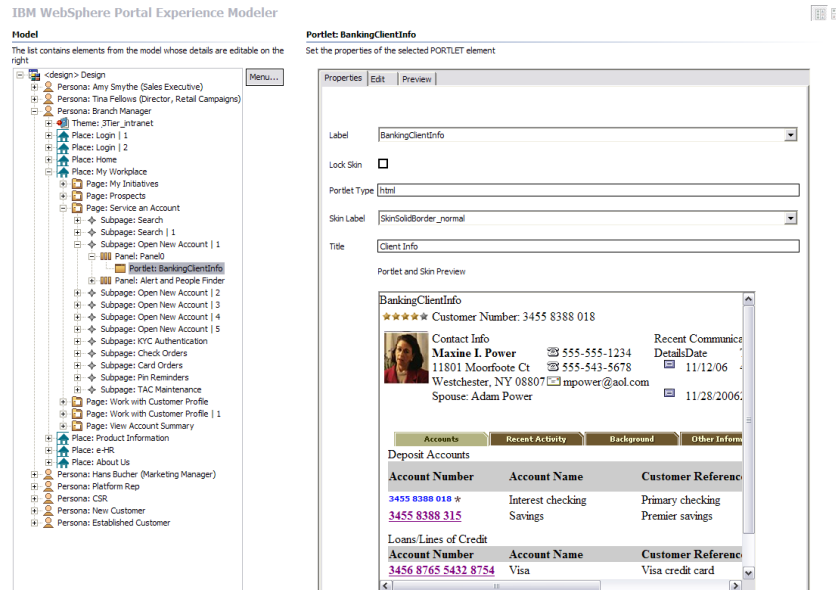 IBM WebSphere Portal Experience Modeler
Model
The list contains elements from the model whose details are editable on the
right
Menu...
<design> Design
Persona: Amy Smythe (Sales Executive)
Persona: Tina Fellows (Director, Retail Campaigns)
Persona: Branch Manager
Theme: 3Tier_intranet
Place: Login | 1
Place: Login | 2
Place: Home
Place: My Workplace
Page: My Initiatives
Page: Prospects
Page: Service an Account
Subpage: Search
Subpage: Search | 1
Subpage: Open New Account | 1
Panel: Panel0
Portlet: BankingClientInfo
Panel: Alert and People Finder
Subpage: Open New Account | 2
Subpage: Open New Account | 3
Subpage: Open New Account | 4
Subpage: Open New Account | 5
Subpage: KYC Authentication
Subpage: Check Orders
Subpage: Card Orders
Subpage: Pin Reminders
Subpage: TAC Maintenance
Page: Work with Customer Profile
Page: Work with Customer Profile | 1
Page: View Account Summary
Place: Product Information
Place: e-HR
Place: About Us
Persona: Hans Bucher (Marketing Manager)
Persona: Platform Rep
Persona: CSR
Persona: New Customer
Persona: Established Customer
Portlet: BankingClientInfo
Set the properties of the selected PORTLET element
Properties Edit Preview
Label BankingClientInfo
Lock Skin
Portlet Type html
Skin Label SkinSolidBorder_normal
Title Client Info
Portlet and Skin Preview
BankingClientInfo
Customer Number: 3455 8388 018
Contact Info Recent Communica
Maxine I. Power 555-555-1234 DetailsDate
11801 Moorfoote Ct 555-543-5678 11/12/06
Westchester, NY 08807 mpower@aol.com
Spouse: Adam Power 11/28/2006
Accounts Recent Activity Background Other Inform
Deposit Accounts
Account Number Account Name Customer Referenc
3455 8388 018 * Interest checking Primary checking
3455 8388 315 Savings Premier savings
Loans/Lines of Credit
Account Number Account Name Customer Referenc
3456 8765 5432 8754 Visa Visa credit card